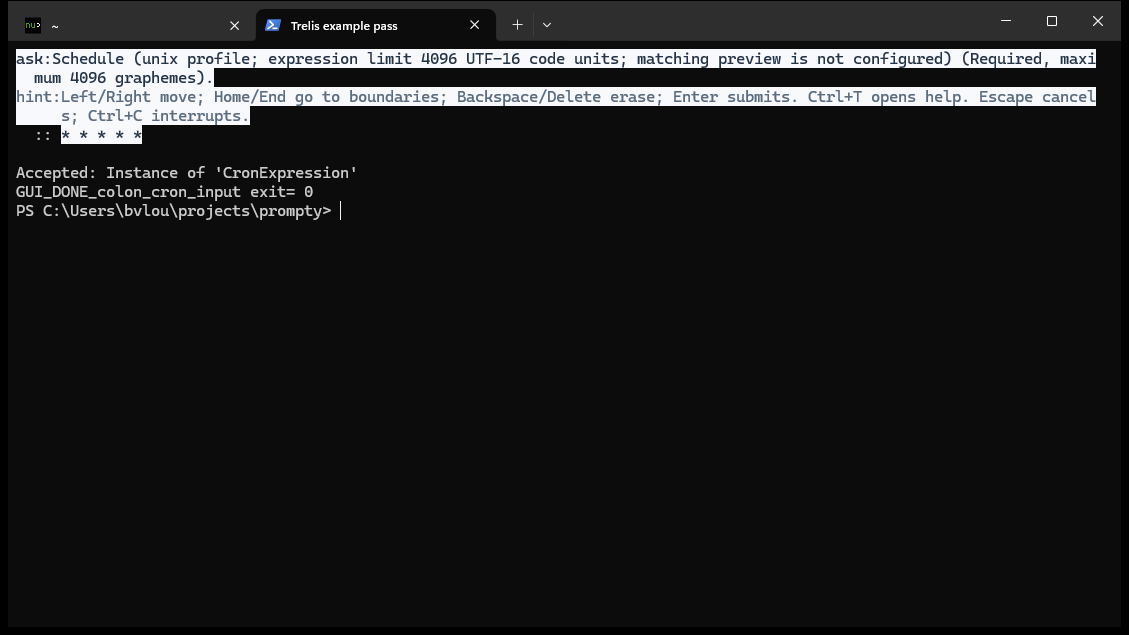 nu> ~
Trelis example pass
ask:Schedule (unix profile; expression limit 4096 UTF-16 code units; matching preview is not configured) (Required, maxi
mum 4096 graphemes).
hint:Left/Right move; Home/End go to boundaries; Backspace/Delete erase; Enter submits. Ctrl+T opens help. Escape cancel
s; Ctrl+C interrupts.
:: * * * * *
Accepted: Instance of 'CronExpression'
GUI_DONE_colon_cron_input exit= 0
PS C:\Users\bvlou\projects\prompty>